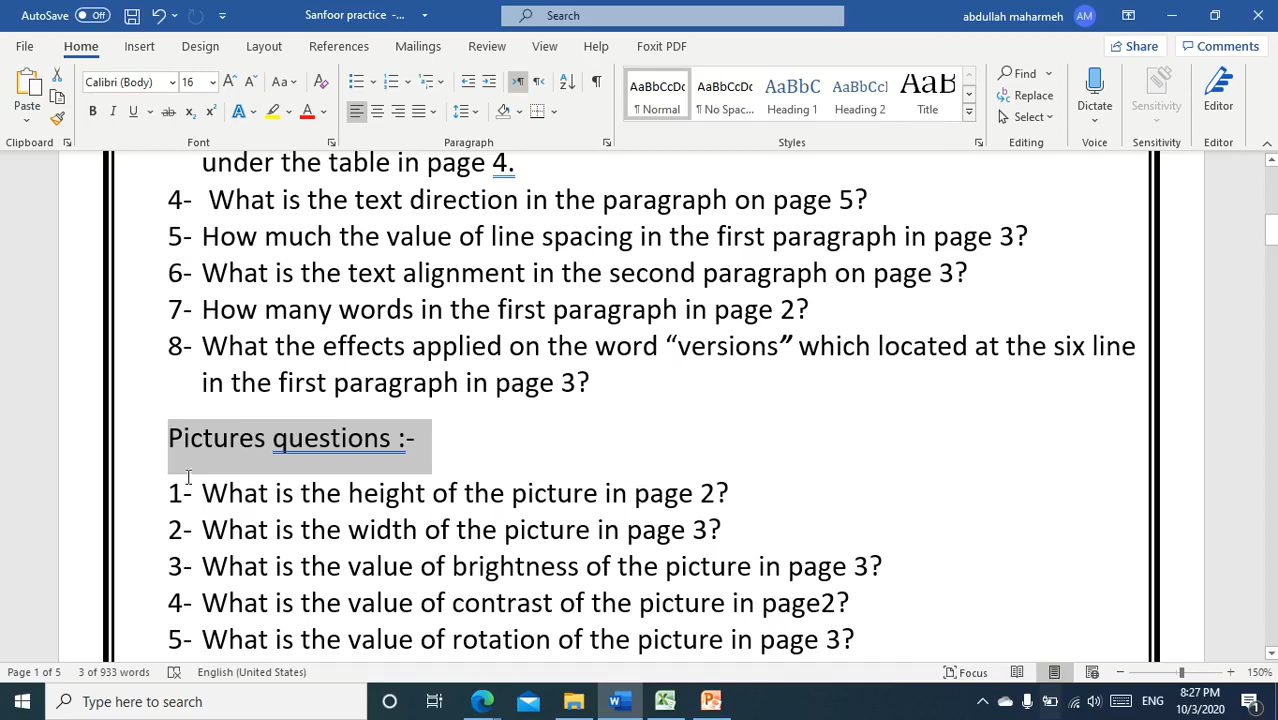 AutoSave Off Sanfoor practice -... Search abdullah maharmeh AM
File Home Insert Design Layout References Mailings Review View Help Foxit PDF Share Comments
Paste Calibri (Body) 16 A A Aa A AaBbCcDc AaBbCcDc AaBbC AaBbCcI AaB Find Replace Select Dictate Sensitivity Editor
B I U ab x₂ x² A A ¶ Normal ¶ No Spac... Heading 1 Heading 2 Title
Clipboard Font Paragraph Styles Editing Voice Sensitivity Editor
under the table in page 4.
4- What is the text direction in the paragraph on page 5?
5- How much the value of line spacing in the first paragraph in page 3?
6- What is the text alignment in the second paragraph on page 3?
7- How many words in the first paragraph in page 2?
8- What the effects applied on the word “versions” which located at the six line
in the first paragraph in page 3?
Pictures questions :-
1- What is the height of the picture in page 2?
2- What is the width of the picture in page 3?
3- What is the value of brightness of the picture in page 3?
4- What is the value of contrast of the picture in page2?
5- What is the value of rotation of the picture in page 3?
Page 1 of 5 3 of 933 words English (United States) Focus 150%
Type here to search ENG 8:27 PM
10/3/2020 1